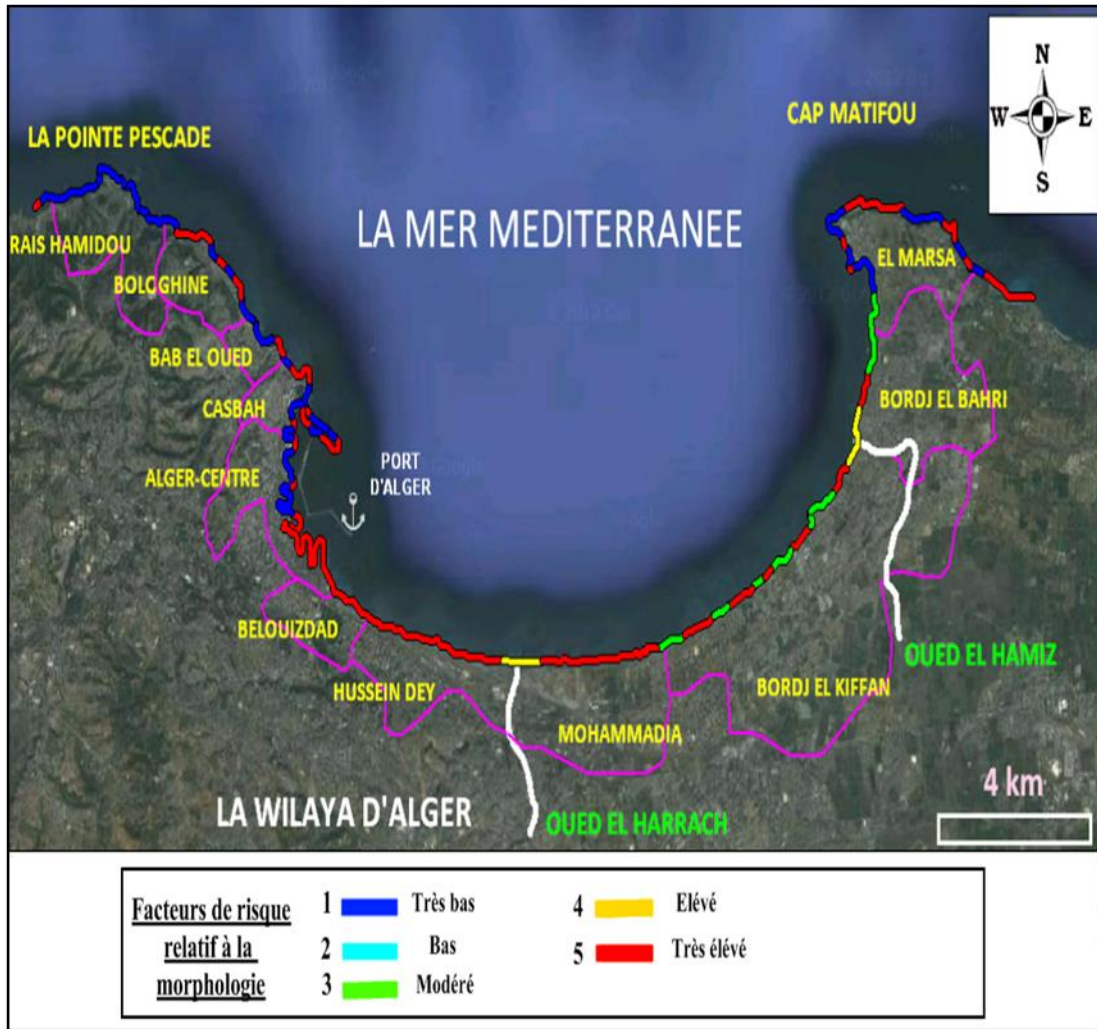 N
W E
S
CAP MATIFOU
LA POINTE PESCADE
LA MER MEDITERRANEE
RAIS HAMIDOU
EL MARSA
BOLOGHINE
BAB EL OUED
CASBAH
BORDJ EL BAHRI
ALGER-CENTRE
PORT
D'ALGER
BELOUIZDAD
OUED EL HAMIZ
HUSSEIN DEY
BORDJ EL KIFFAN
MOHAMMADIA
4 km
LA WILAYA D'ALGER
OUED EL HARRACH
Facteurs de risque
relatif à la
morphologie
1 Très bas
2 Bas
3 Modéré
4 Elévé
5 Très élévé